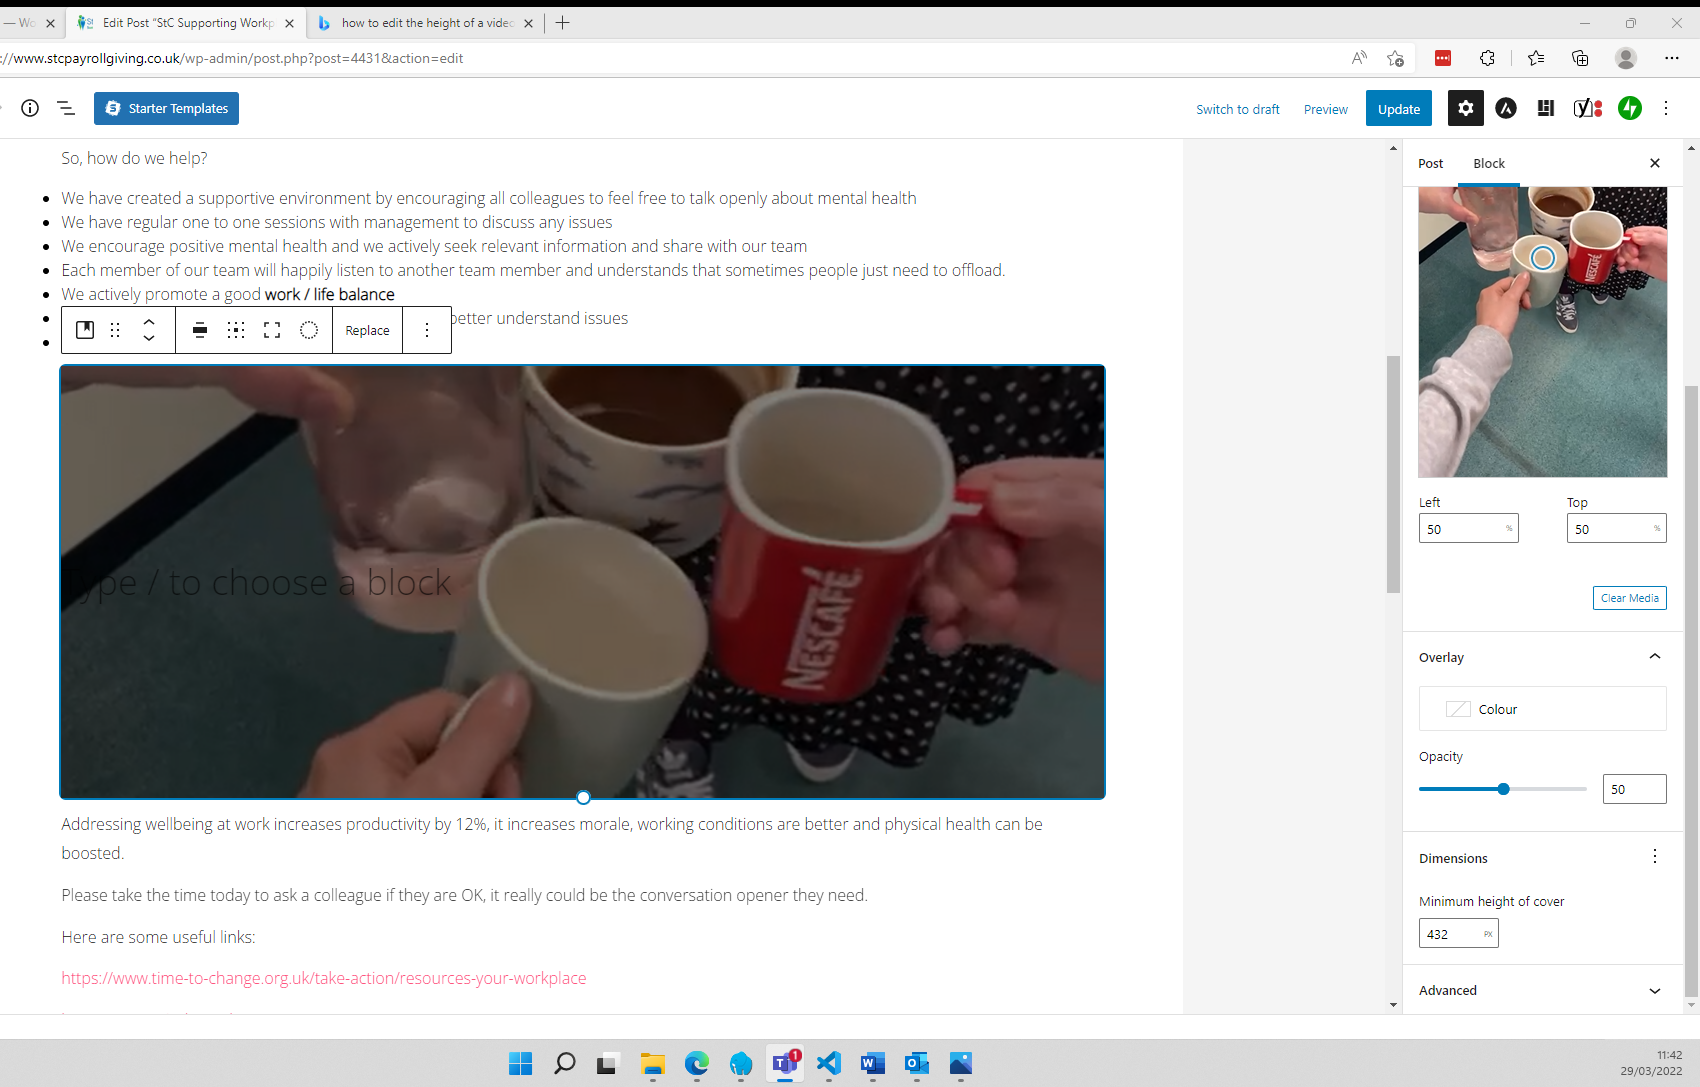 — Wo
Edit Post “StC Supporting Workp
how to edit the height of a videc
://www.stcpayrollgiving.co.uk/wp-admin/post.php?post=4431&action=edit
Starter Templates
Switch to draft
Preview
Update
So, how do we help?
Post
Block
We have created a supportive environment by encouraging all colleagues to feel free to talk openly about mental health
We have regular one to one sessions with management to discuss any issues
We encourage positive mental health and we actively seek relevant information and share with our team
Each member of our team will happily listen to another team member and understands that sometimes people just need to offload.
We actively promote a good work / life balance
better understand issues
Replace
NESCAFÉ
Type / to choose a block
NESCAFÉ
Left
Top
50 %
50 %
Clear Media
Overlay
Colour
Opacity
50
Addressing wellbeing at work increases productivity by 12%, it increases morale, working conditions are better and physical health can be
boosted.
Dimensions
Please take the time today to ask a colleague if they are OK, it really could be the conversation opener they need.
Minimum height of cover
432 PX
Here are some useful links:
https://www.time-to-change.org.uk/take-action/resources-your-workplace
Advanced
1
11:42
29/03/2022